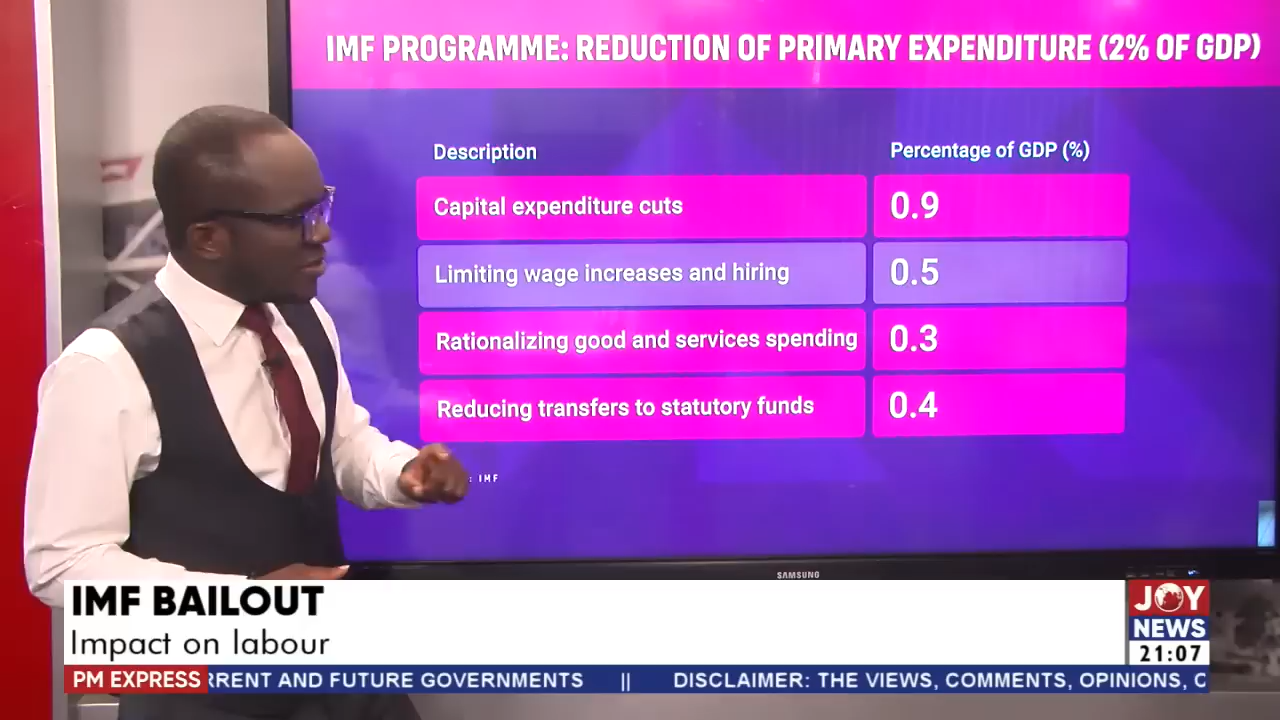 IMF PROGRAMME: REDUCTION OF PRIMARY EXPENDITURE (2% OF GDP)
Description Percentage of GDP (%)
Capital expenditure cuts 0.9
Limiting wage increases and hiring 0.5
Rationalizing good and services spending 0.3
Reducing transfers to statutory funds 0.4
: IMF
SAMSUNG
IMF BAILOUT
Impact on labour
JOY
NEWS
21:07
PM EXPRESS RRENT AND FUTURE GOVERNMENTS || DISCLAIMER: THE VIEWS, COMMENTS, OPINIONS, C